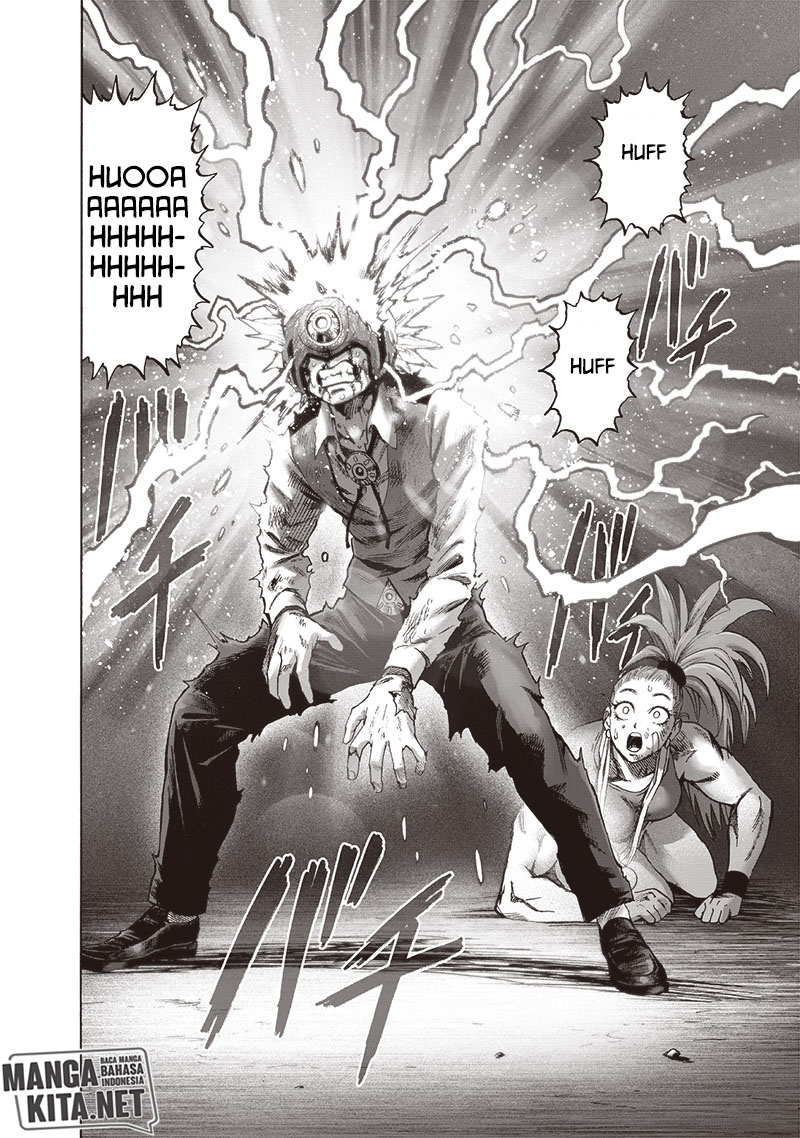 HUFF
HUFF
HUOOA
AAAAAA
HHHHH-
HHHHH-
HHH
バチ
バチ
バチ
バチ
MANGA
KITA.NET
BACA MANGA
BAHASA
INDONESIA